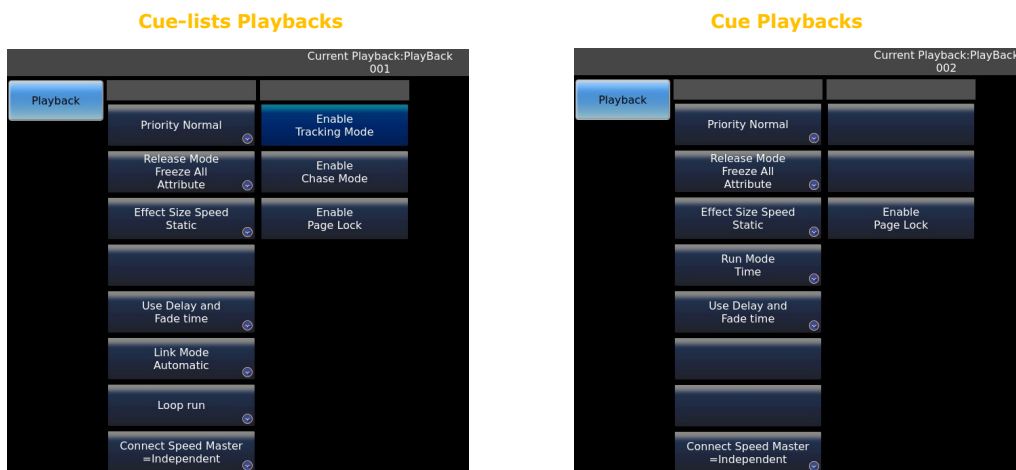 Cue-lists Playbacks
Current Playback:PlayBack
001
Playback
Priority Normal
Enable
Tracking Mode
Release Mode
Freeze All
Attribute
Enable
Chase Mode
Effect Size Speed
Static
Enable
Page Lock
Use Delay and
Fade time
Link Mode
Automatic
Loop run
Connect Speed Master
=Independent
Cue Playbacks
Current Playback:PlayBack
002
Playback
Priority Normal
Release Mode
Freeze All
Attribute
Effect Size Speed
Static
Enable
Page Lock
Run Mode
Time
Use Delay and
Fade time
Connect Speed Master
=Independent